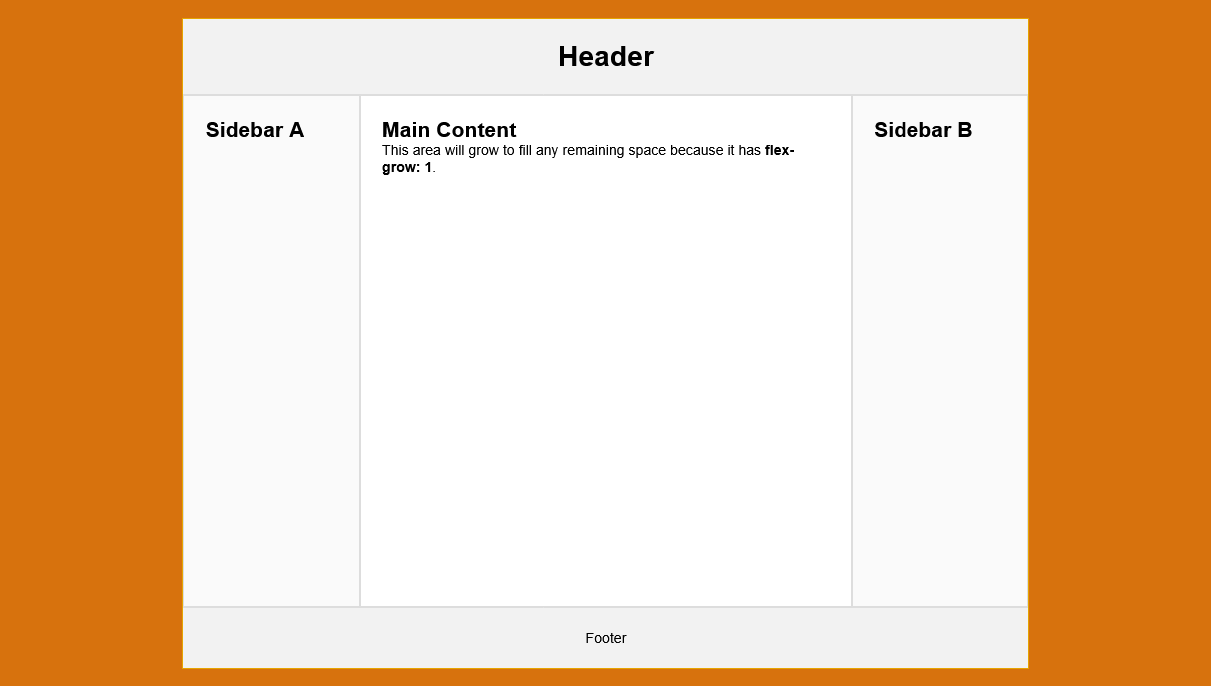 Header
Sidebar A
Main Content
This area will grow to fill any remaining space because it has flex-
grow: 1.
Sidebar B
Footer